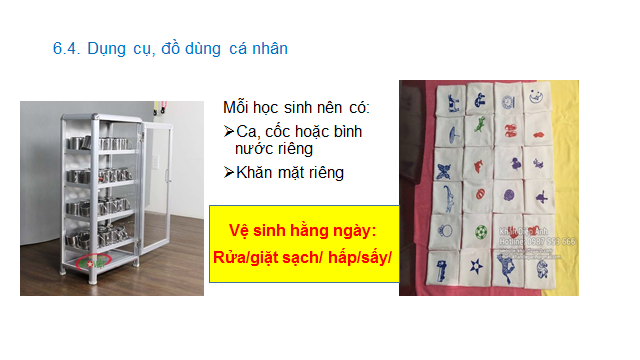 6.4. Dụng cụ, đồ dùng cá nhân
Mỗi học sinh nên có:
➢Ca, cốc hoặc bình
nước riêng
➢Khăn mặt riêng
Vệ sinh hằng ngày:
Rửa/giặt sạch/ hấp/sấy/